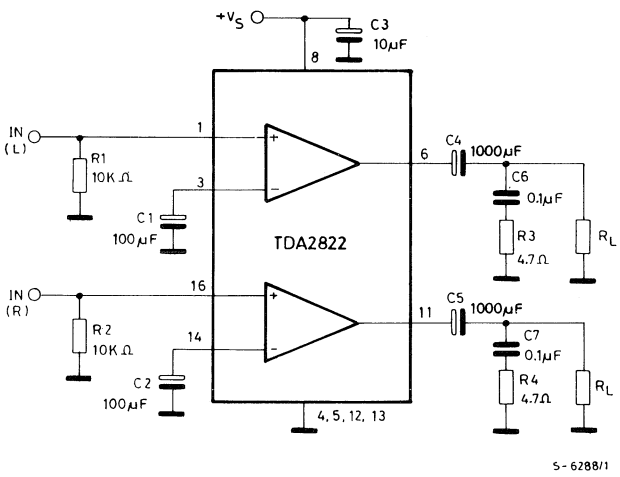 +VS
C3
10µF
8
IN
(L)
R1
10KΩ
1
+
3
−
C1
100µF
TDA2822
6
C4
1000µF
C6
0.1µF
R3
4.7Ω
RL
IN
(R)
R2
10KΩ
16
+
14
−
C2
100µF
11
C5
1000µF
C7
0.1µF
R4
4.7Ω
RL
4, 5, 12, 13
S-6288/1